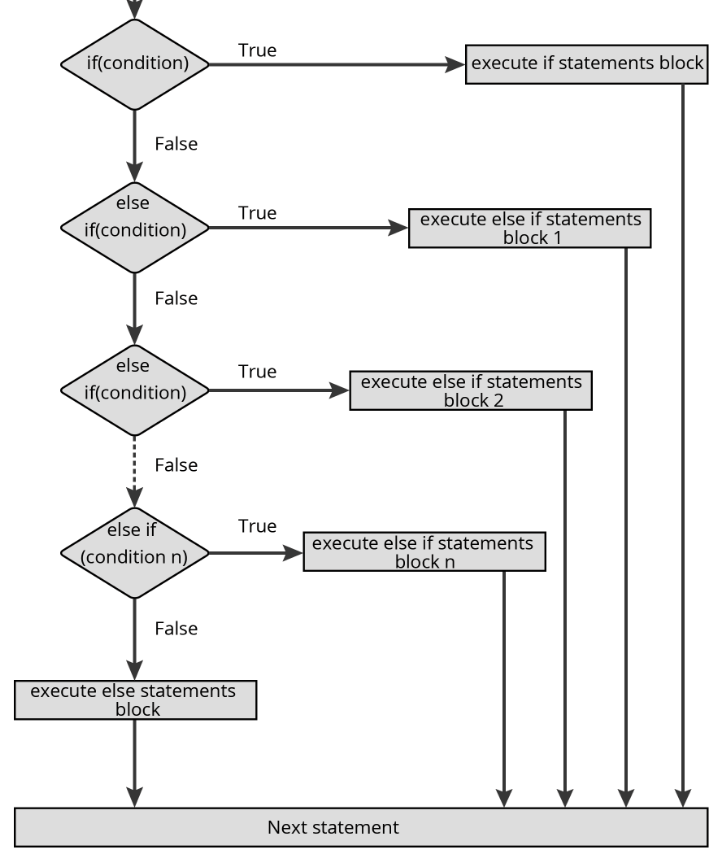 True
if(condition)
execute if statements block
False
else
if(condition)
True
execute else if statements
block 1
False
else
if(condition)
True
execute else if statements
block 2
False
else if
(condition n)
True
execute else if statements
block n
False
execute else statements
block
Next statement